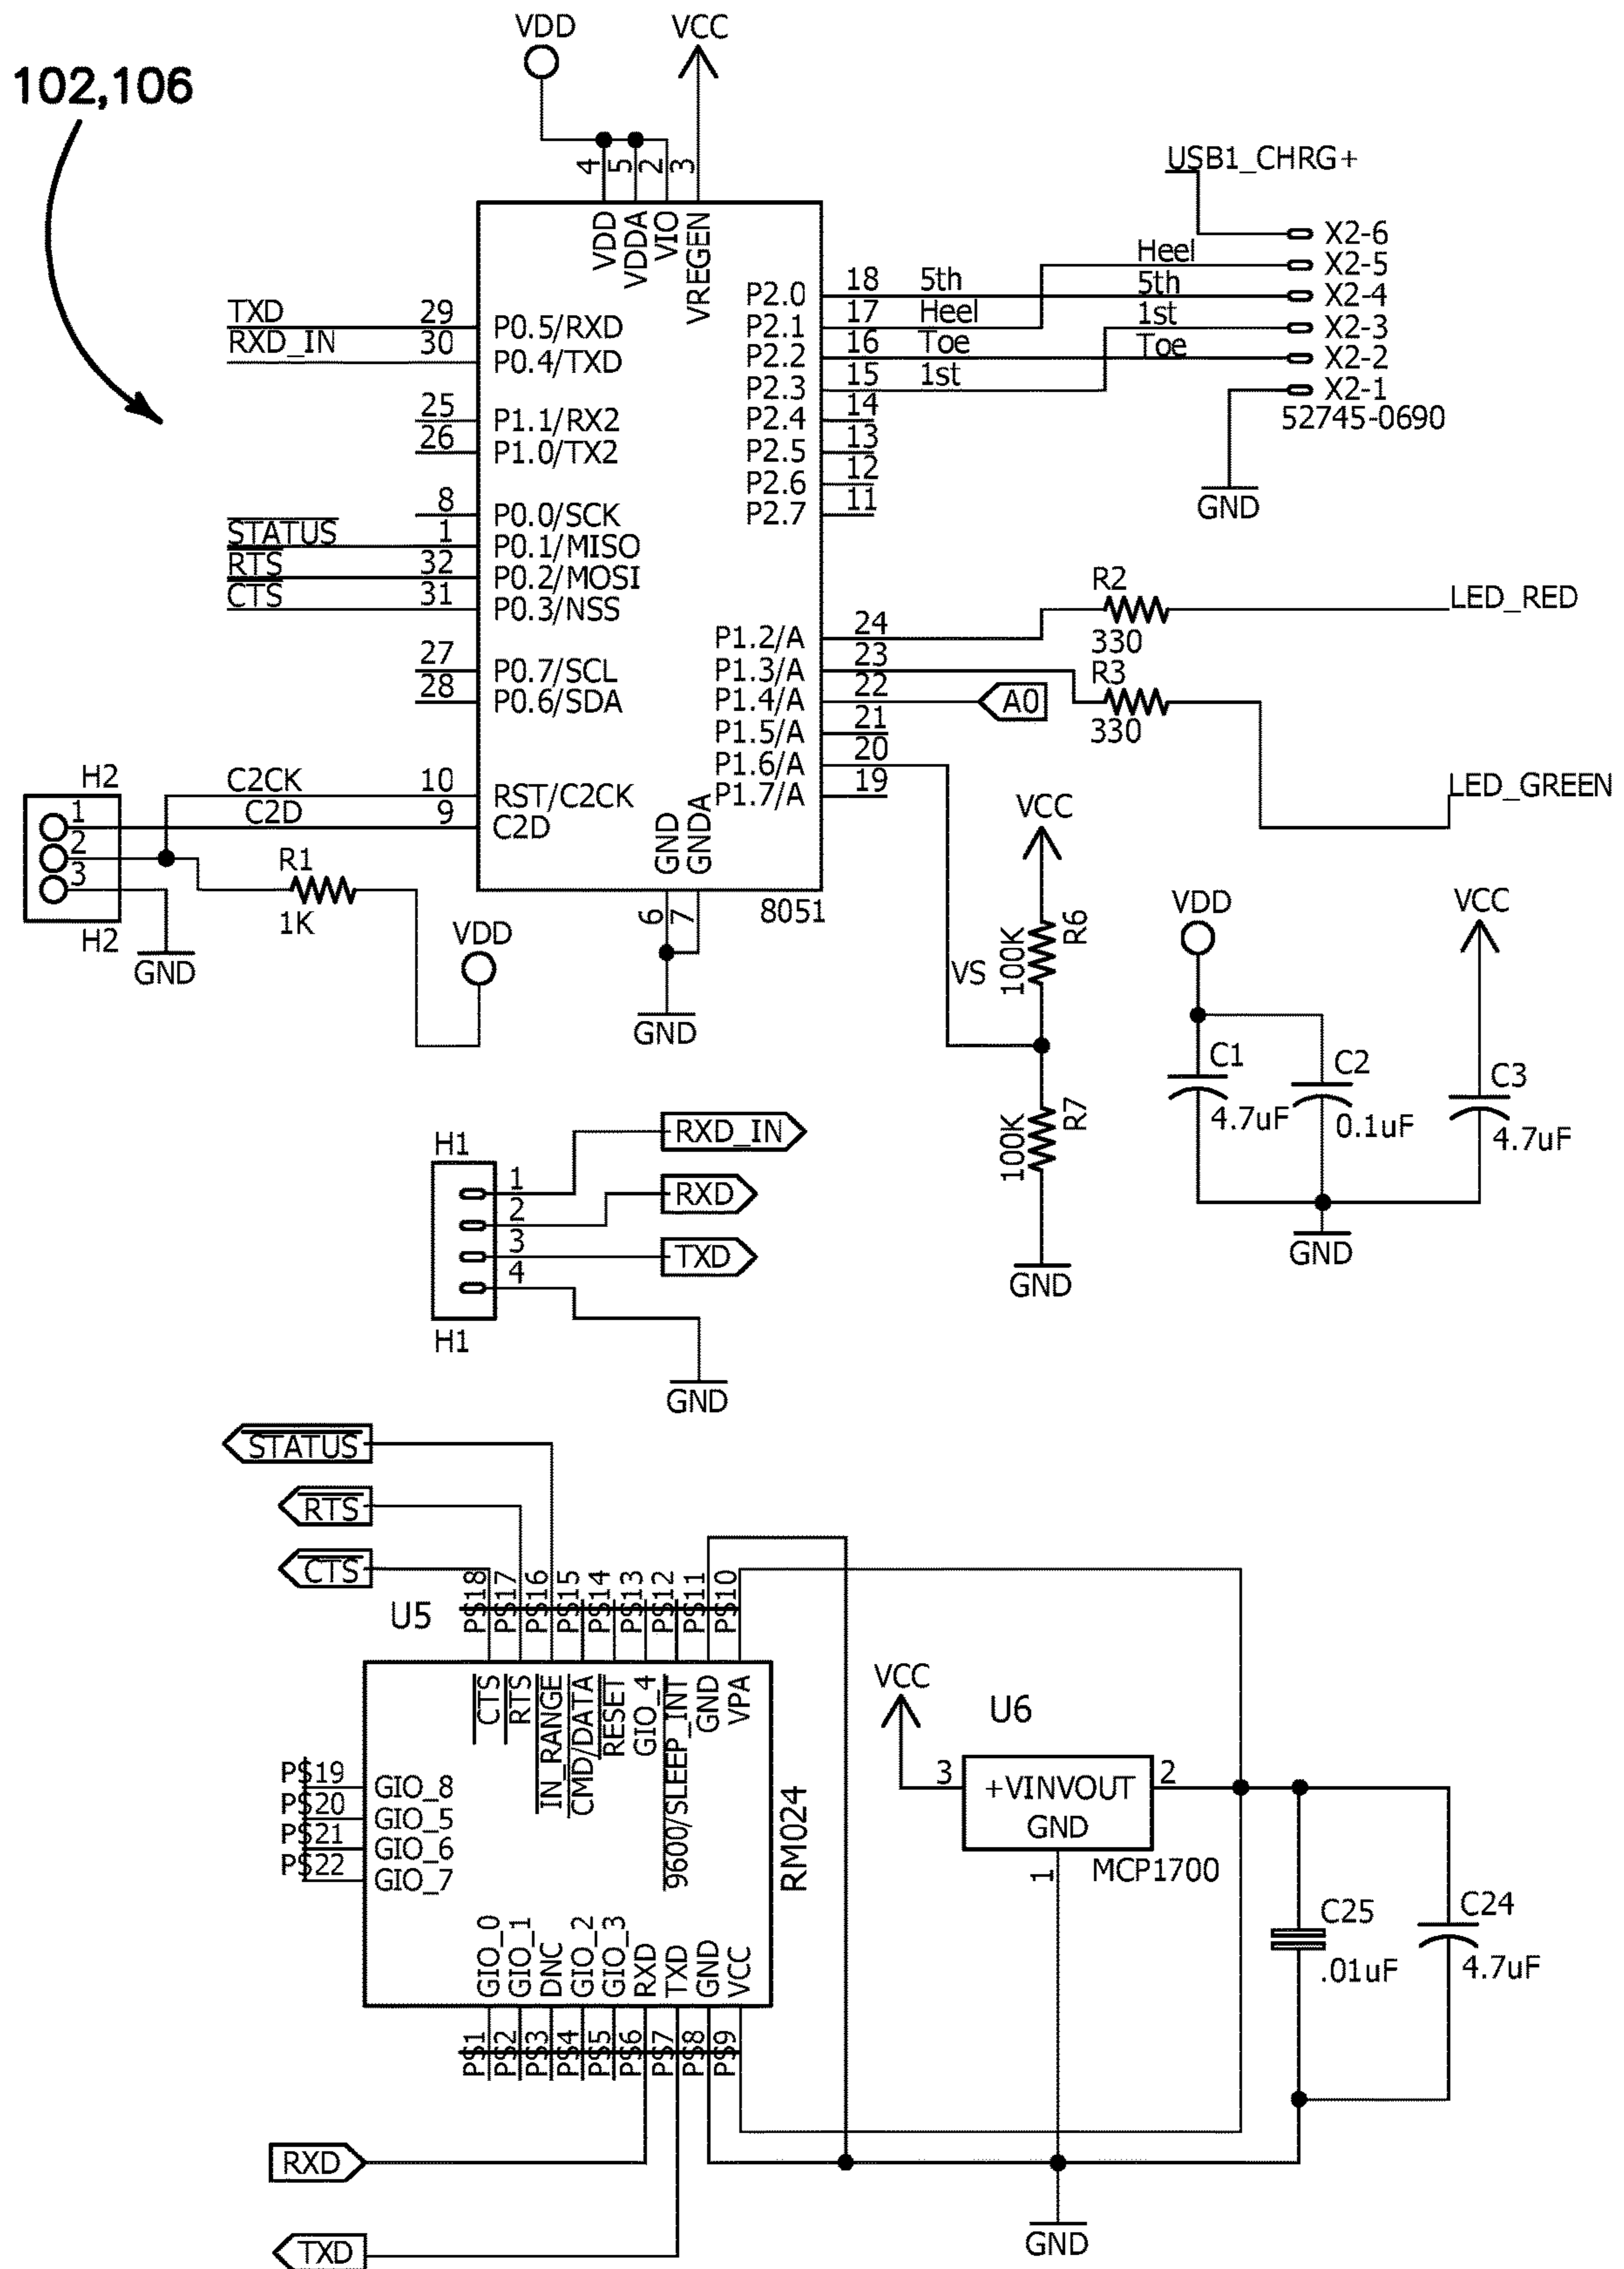 102,106
VDD
VCC
4
5
2
3
VDD
VDDA
VIO
VREGEN
TXD
29
P0.5/RXD
RXD_IN
30
P0.4/TXD
25
P1.1/RX2
26
P1.0/TX2
8
P0.0/SCK
STATUS
1
P0.1/MISO
RTS
32
P0.2/MOSI
CTS
31
P0.3/NSS
27
P0.7/SCL
28
P0.6/SDA
C2CK
10
RST/C2CK
C2D
9
C2D
P2.0
18
5th
P2.1
17
Heel
P2.2
16
Toe
P2.3
15
1st
P2.4
14
P2.5
13
P2.6
12
P2.7
11
P1.2/A
24
P1.3/A
23
P1.4/A
22
A0
P1.5/A
21
P1.6/A
20
P1.7/A
19
GND
GNDA
6
7
8051
GND
USB1_CHRG+
X2-6
Heel
X2-5
5th
X2-4
1st
X2-3
Toe
X2-2
X2-1
52745-0690
GND
R2
330
LED_RED
R3
330
LED_GREEN
H2
1
2
3
H2
GND
R1
1K
VDD
VCC
R6
100K
VS
R7
100K
GND
VDD
VCC
C1
4.7uF
C2
0.1uF
C3
4.7uF
GND
H1
1
2
3
4
H1
RXD_IN
RXD
TXD
GND
STATUS
RTS
CTS
U5
PS18
PS17
PS16
PS15
PS14
PS13
PS12
PS11
PS10
CTS
RTS
IN_RANGE
CMD/DATA
RESET
GIO_4
9600/SLEEP_INT
GND
VPA
PS19
GIO_8
PS20
GIO_5
PS21
GIO_6
PS22
GIO_7
RM024
GIO_0
GIO_1
DNC
GIO_2
GIO_3
RXD
TXD
GND
VCC
PS1
PS2
PS3
PS4
PS5
PS6
PS7
PS8
PS9
RXD
TXD
VCC
U6
3
+VINVOUT
2
GND
1
MCP1700
C25
.01uF
C24
4.7uF
GND